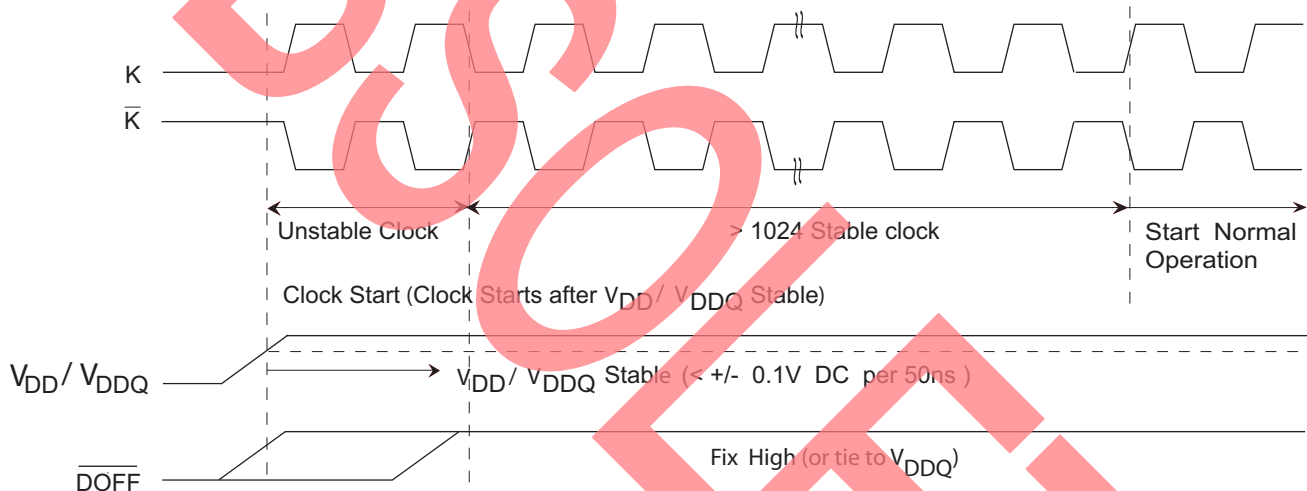 K
K̅
Unstable Clock
> 1024 Stable clock
Start Normal
Operation
Clock Start (Clock Starts after VDD/ VDDQ Stable)
VDD/ VDDQ
VDD/ VDDQ Stable (< +/- 0.1V DC per 50ns )
Fix High (or tie to VDDQ)
D̅O̅F̅F̅